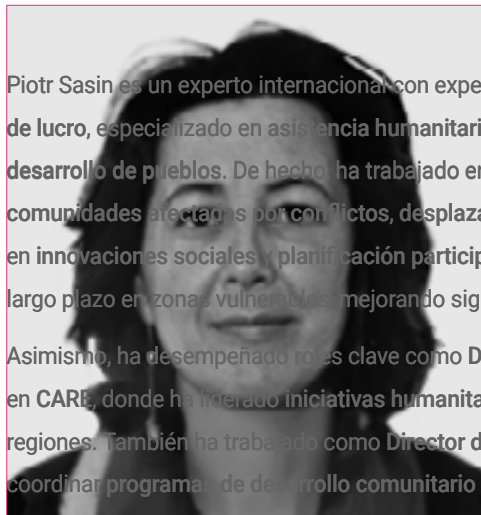 Piotr Sasin es un experto internacional con expe
de lucro, especializado en asistencia humanitari
desarrollo de pueblos. De hecho, ha trabajado en
comunidades afectadas por conflictos, desplaza
en innovaciones sociales y planificación particip
largo plazo en zonas vulnerables, mejorando sig
Asimismo, ha desempeñado roles clave como D
en CARE, donde ha liderado iniciativas humanita
regiones. También ha trabajado como Director d
coordinar programas de desarrollo comunitario